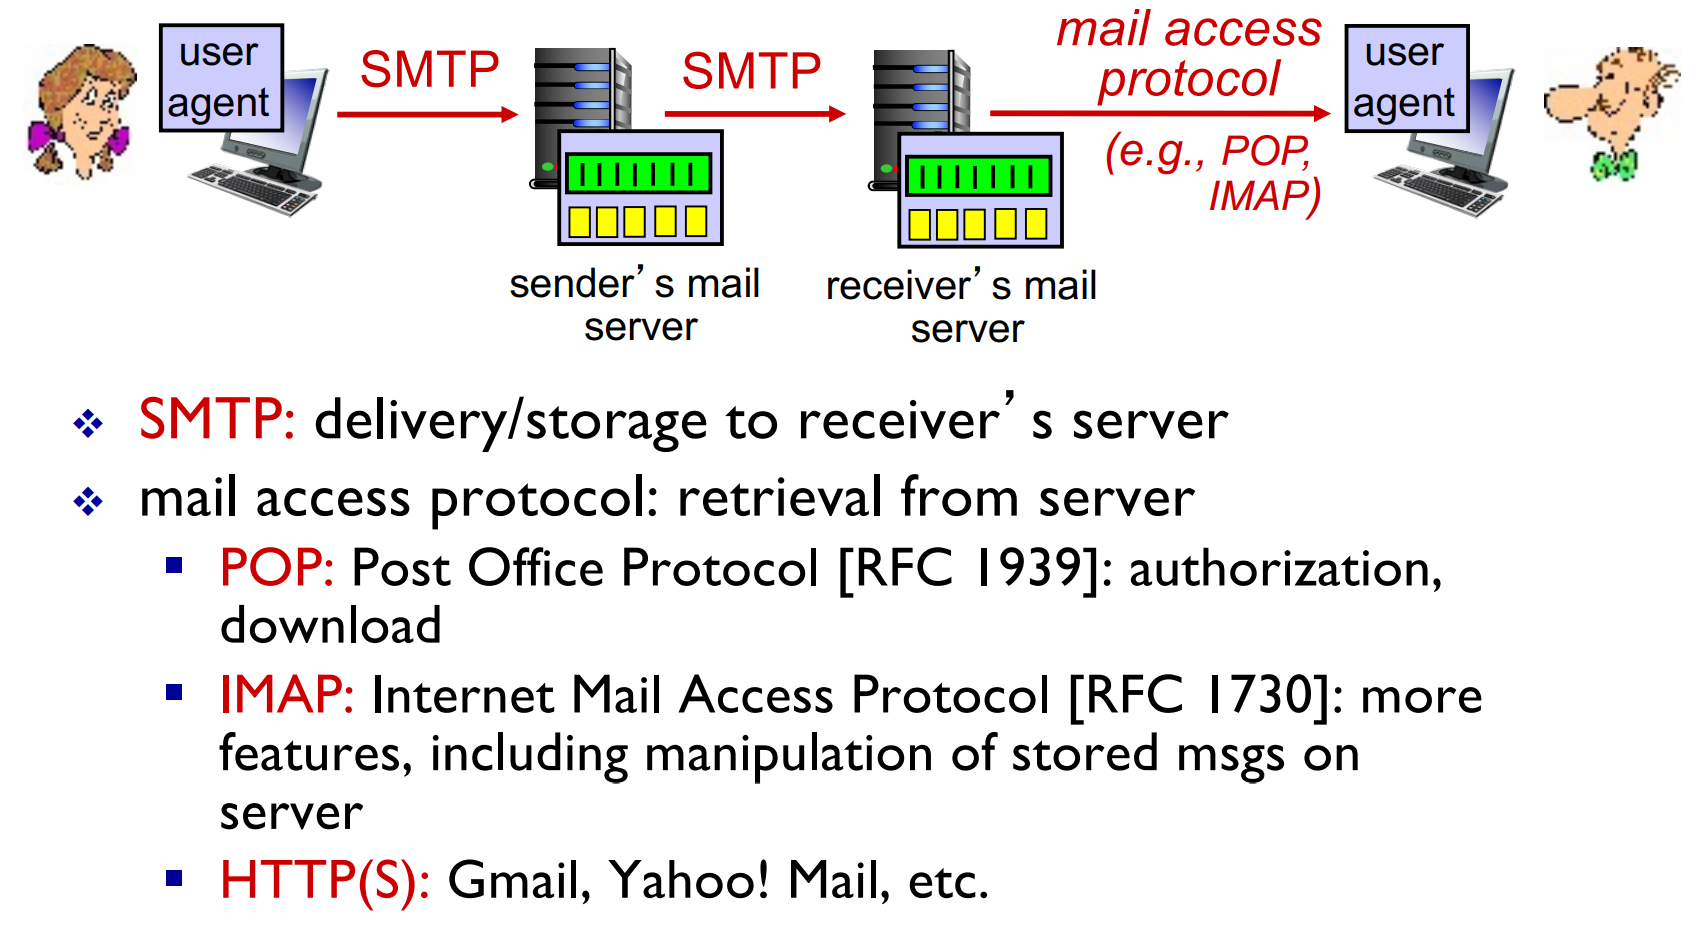 user
agent
SMTP
SMTP
mail access
protocol
(e.g., POP,
IMAP)
user
agent
sender’s mail
server
receiver’s mail
server
SMTP: delivery/storage to receiver’s server
mail access protocol: retrieval from server
POP: Post Office Protocol [RFC 1939]: authorization,
download
IMAP: Internet Mail Access Protocol [RFC 1730]: more
features, including manipulation of stored msgs on
server
HTTP(S): Gmail, Yahoo! Mail, etc.